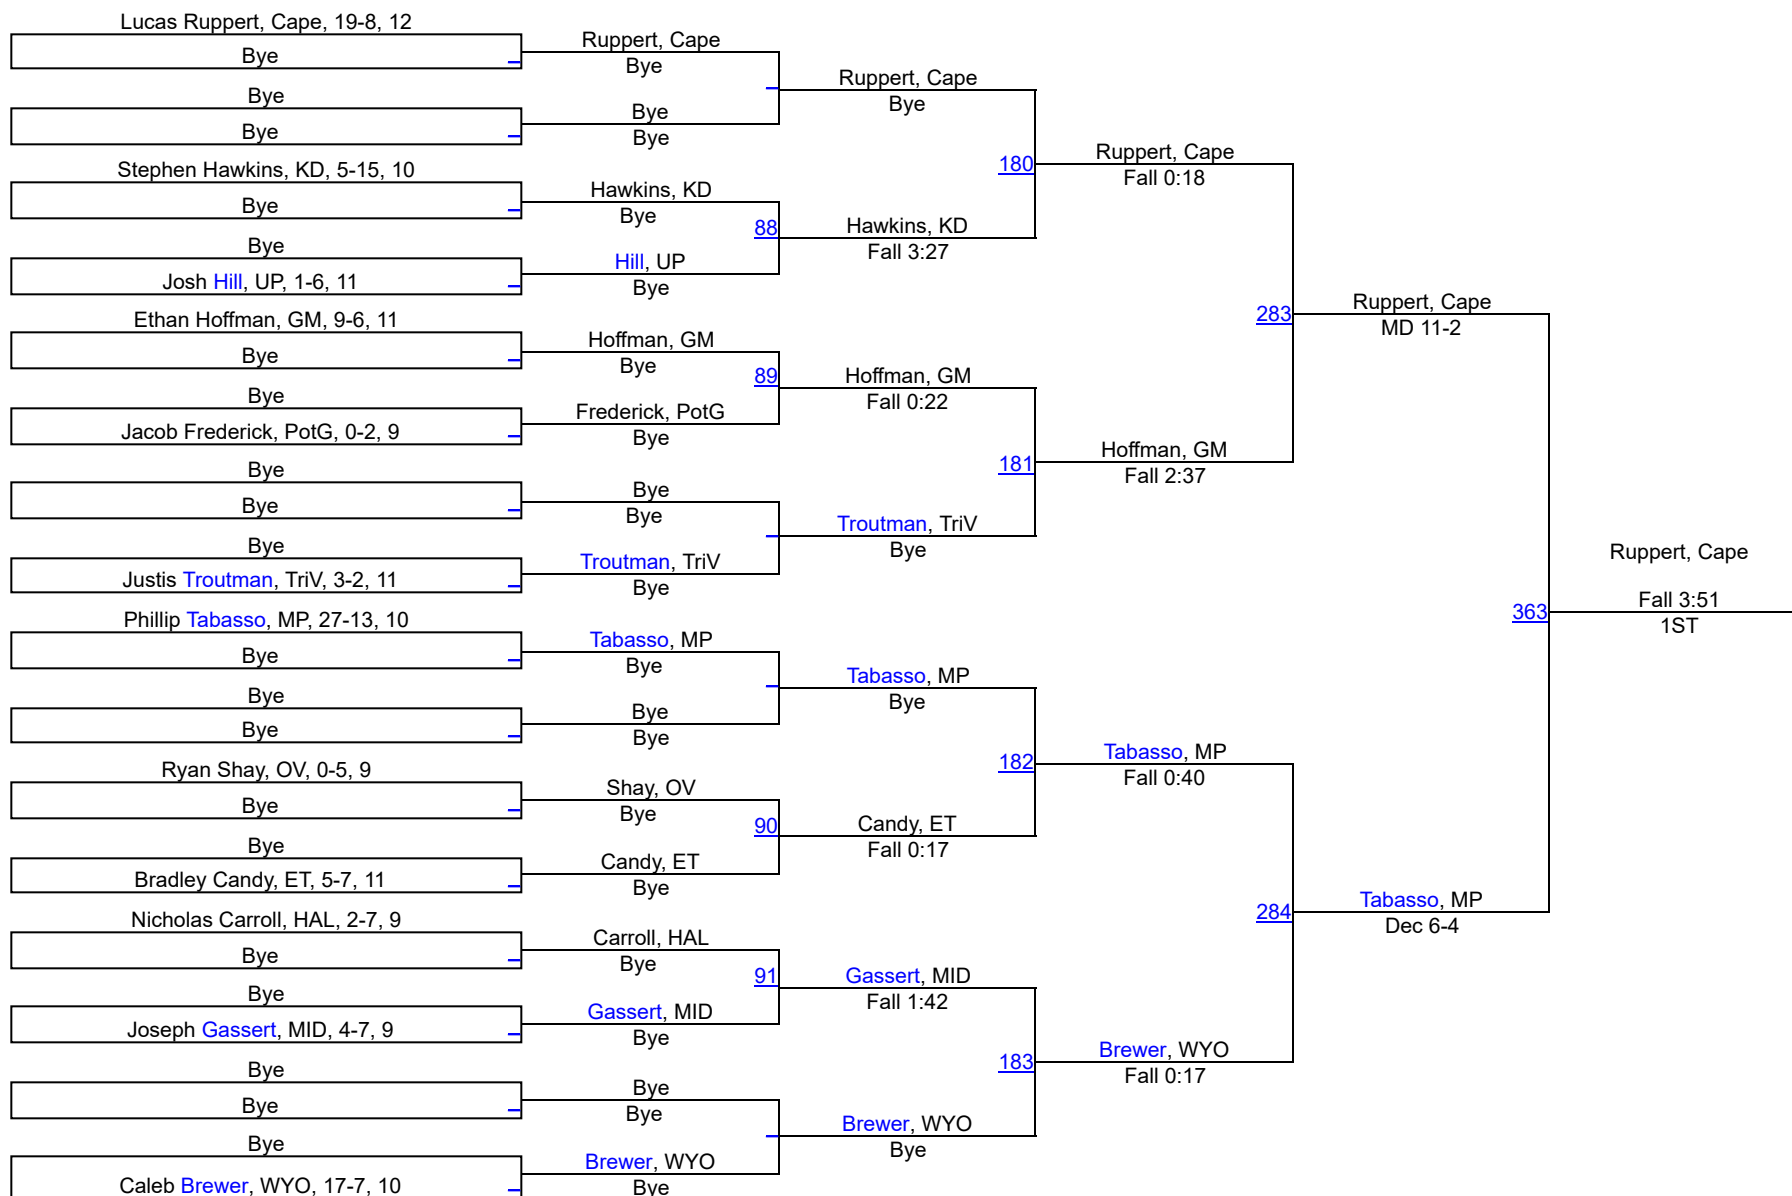 Lucas Ruppert, Cape, 19-8, 12
Bye
Bye
Bye
Stephen Hawkins, KD, 5-15, 10
Bye
Bye
Josh Hill, UP, 1-6, 11
Ethan Hoffman, GM, 9-6, 11
Bye
Bye
Jacob Frederick, PotG, 0-2, 9
Bye
Bye
Bye
Justis Troutman, TriV, 3-2, 11
Phillip Tabasso, MP, 27-13, 10
Bye
Bye
Bye
Ryan Shay, OV, 0-5, 9
Bye
Bye
Bradley Candy, ET, 5-7, 11
Nicholas Carroll, HAL, 2-7, 9
Bye
Bye
Joseph Gassert, MID, 4-7, 9
Bye
Bye
Bye
Caleb Brewer, WYO, 17-7, 10
Ruppert, Cape
Bye
Bye
Bye
Hawkins, KD
Bye
88
Hill, UP
Bye
Hoffman, GM
Bye
89
Frederick, PotG
Bye
Bye
Bye
Troutman, TriV
Bye
Tabasso, MP
Bye
Bye
Bye
Shay, OV
Bye
90
Candy, ET
Bye
Carroll, HAL
Bye
91
Gassert, MID
Bye
Bye
Bye
Brewer, WYO
Bye
Ruppert, Cape
Bye
180
Hawkins, KD
Fall 3:27
Hoffman, GM
Fall 0:22
181
Troutman, TriV
Bye
Tabasso, MP
Bye
182
Candy, ET
Fall 0:17
Gassert, MID
Fall 1:42
183
Brewer, WYO
Bye
Ruppert, Cape
Fall 0:18
283
Hoffman, GM
Fall 2:37
Tabasso, MP
Fall 0:40
284
Brewer, WYO
Fall 0:17
Ruppert, Cape
MD 11-2
363
Tabasso, MP
Dec 6-4
Ruppert, Cape
Fall 3:51
1ST